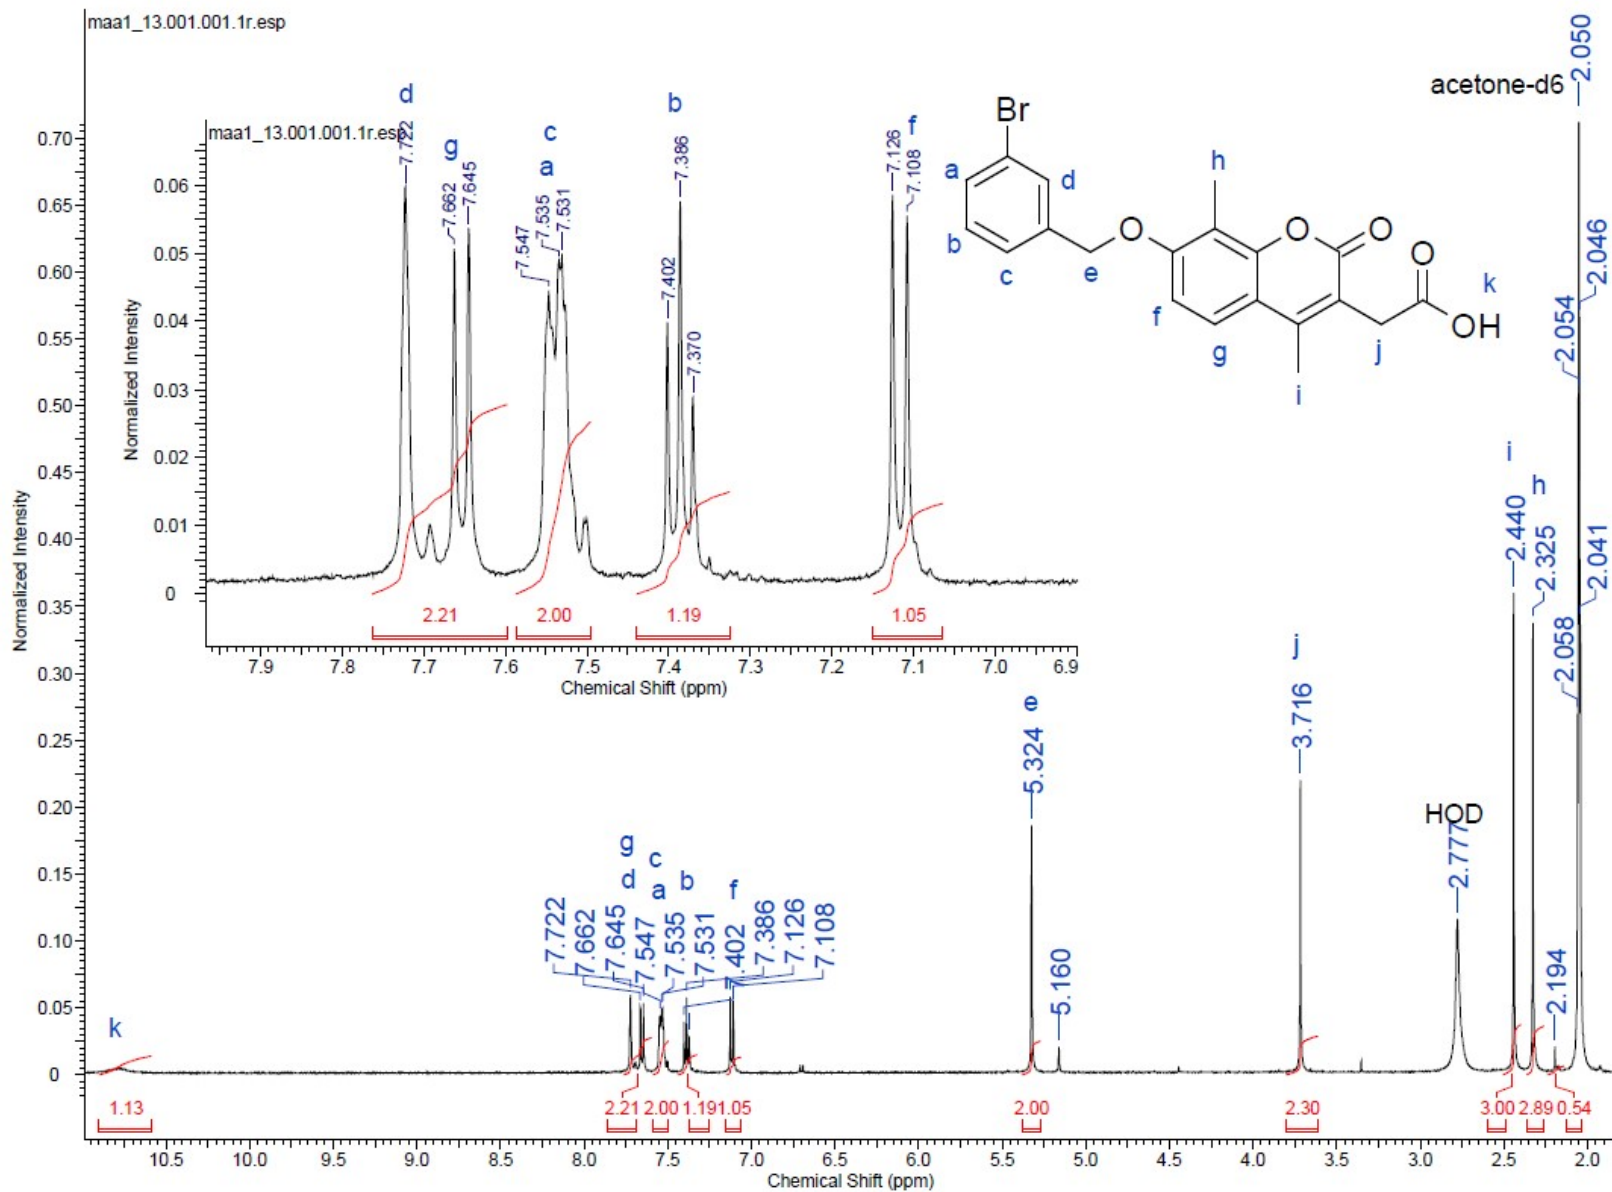 maa1_13.001.001.1r.esp
acetone-d6
2.050
2.046
2.054
2.041
2.058
maa1_13.001.001.1r.esp
d
7.722
g
7.662
7.645
c
a
7.547
7.535
7.531
b
7.402
7.386
7.370
f
7.126
7.108
Br
a
b
c
d
e
f
g
h
i
j
k
O
O
O
O
OH
Normalized Intensity
0.06
0.05
0.04
0.03
0.02
0.01
0
2.21
2.00
1.19
1.05
7.9 7.8 7.7 7.6 7.5 7.4 7.3 7.2 7.1 7.0 6.9
Chemical Shift (ppm)
Normalized Intensity
0.70
0.65
0.60
0.55
0.50
0.45
0.40
0.35
0.30
0.25
0.20
0.15
0.10
0.05
0
k
g
d
c
a
b
f
7.722
7.662
7.645
7.547
7.535
7.531
.402
7.386
7.126
7.108
e
5.324
5.160
j
3.716
HOD
2.777
i
2.440
h
2.325
2.194
1.13
2.21 2.00 1.19 1.05
2.00
2.30
3.00 2.89 0.54
10.5 10.0 9.5 9.0 8.5 8.0 7.5 7.0 6.5 6.0 5.5 5.0 4.5 4.0 3.5 3.0 2.5 2.0
Chemical Shift (ppm)